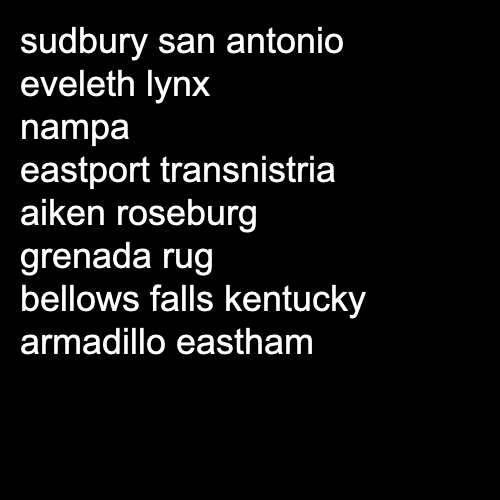 sudbury san antonio
eveleth lynx
nampa
eastport transnistria
aiken roseburg
grenada rug
bellows falls kentucky
armadillo eastham